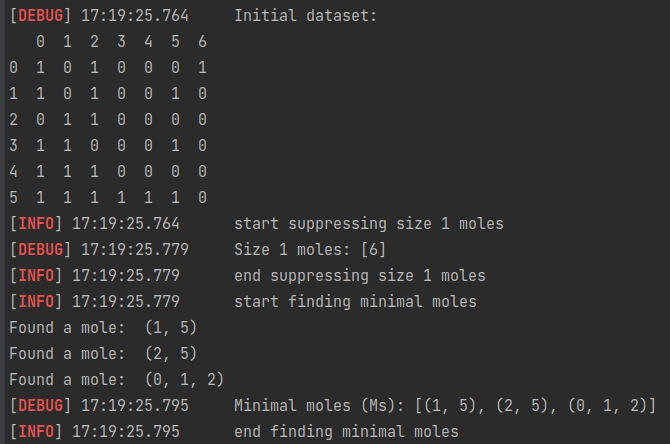 [DEBUG] 17:19:25.764 Initial dataset:
0 1 2 3 4 5 6
0 1 0 1 0 0 0 1
1 1 0 1 0 0 1 0
2 0 1 1 0 0 0 0
3 1 1 0 0 0 1 0
4 1 1 1 0 0 0 0
5 1 1 1 1 1 1 0
[INFO] 17:19:25.764 start suppressing size 1 moles
[DEBUG] 17:19:25.779 Size 1 moles: [6]
[INFO] 17:19:25.779 end suppressing size 1 moles
[INFO] 17:19:25.779 start finding minimal moles
Found a mole: (1, 5)
Found a mole: (2, 5)
Found a mole: (0, 1, 2)
[DEBUG] 17:19:25.795 Minimal moles (Ms): [(1, 5), (2, 5), (0, 1, 2)]
[INFO] 17:19:25.795 end finding minimal moles